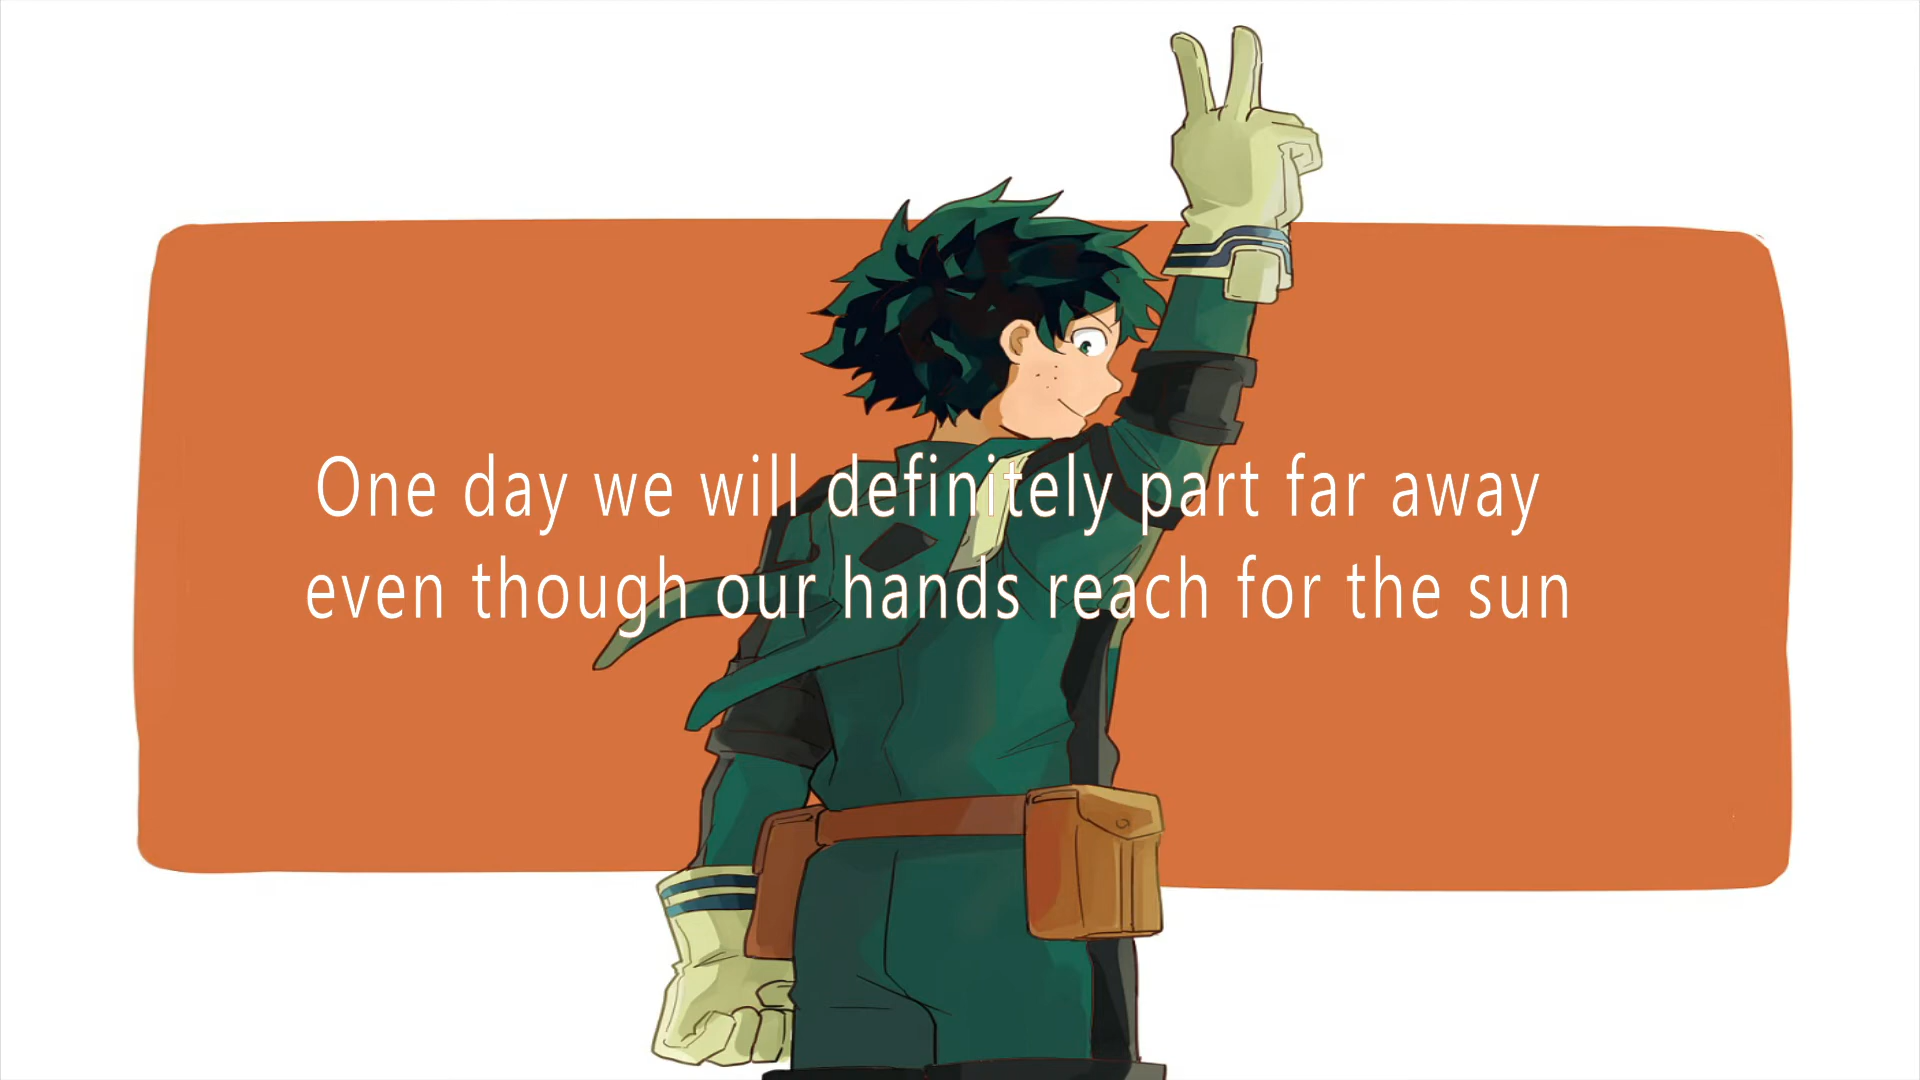 One day we will definitely part far away
even though our hands reach for the sun